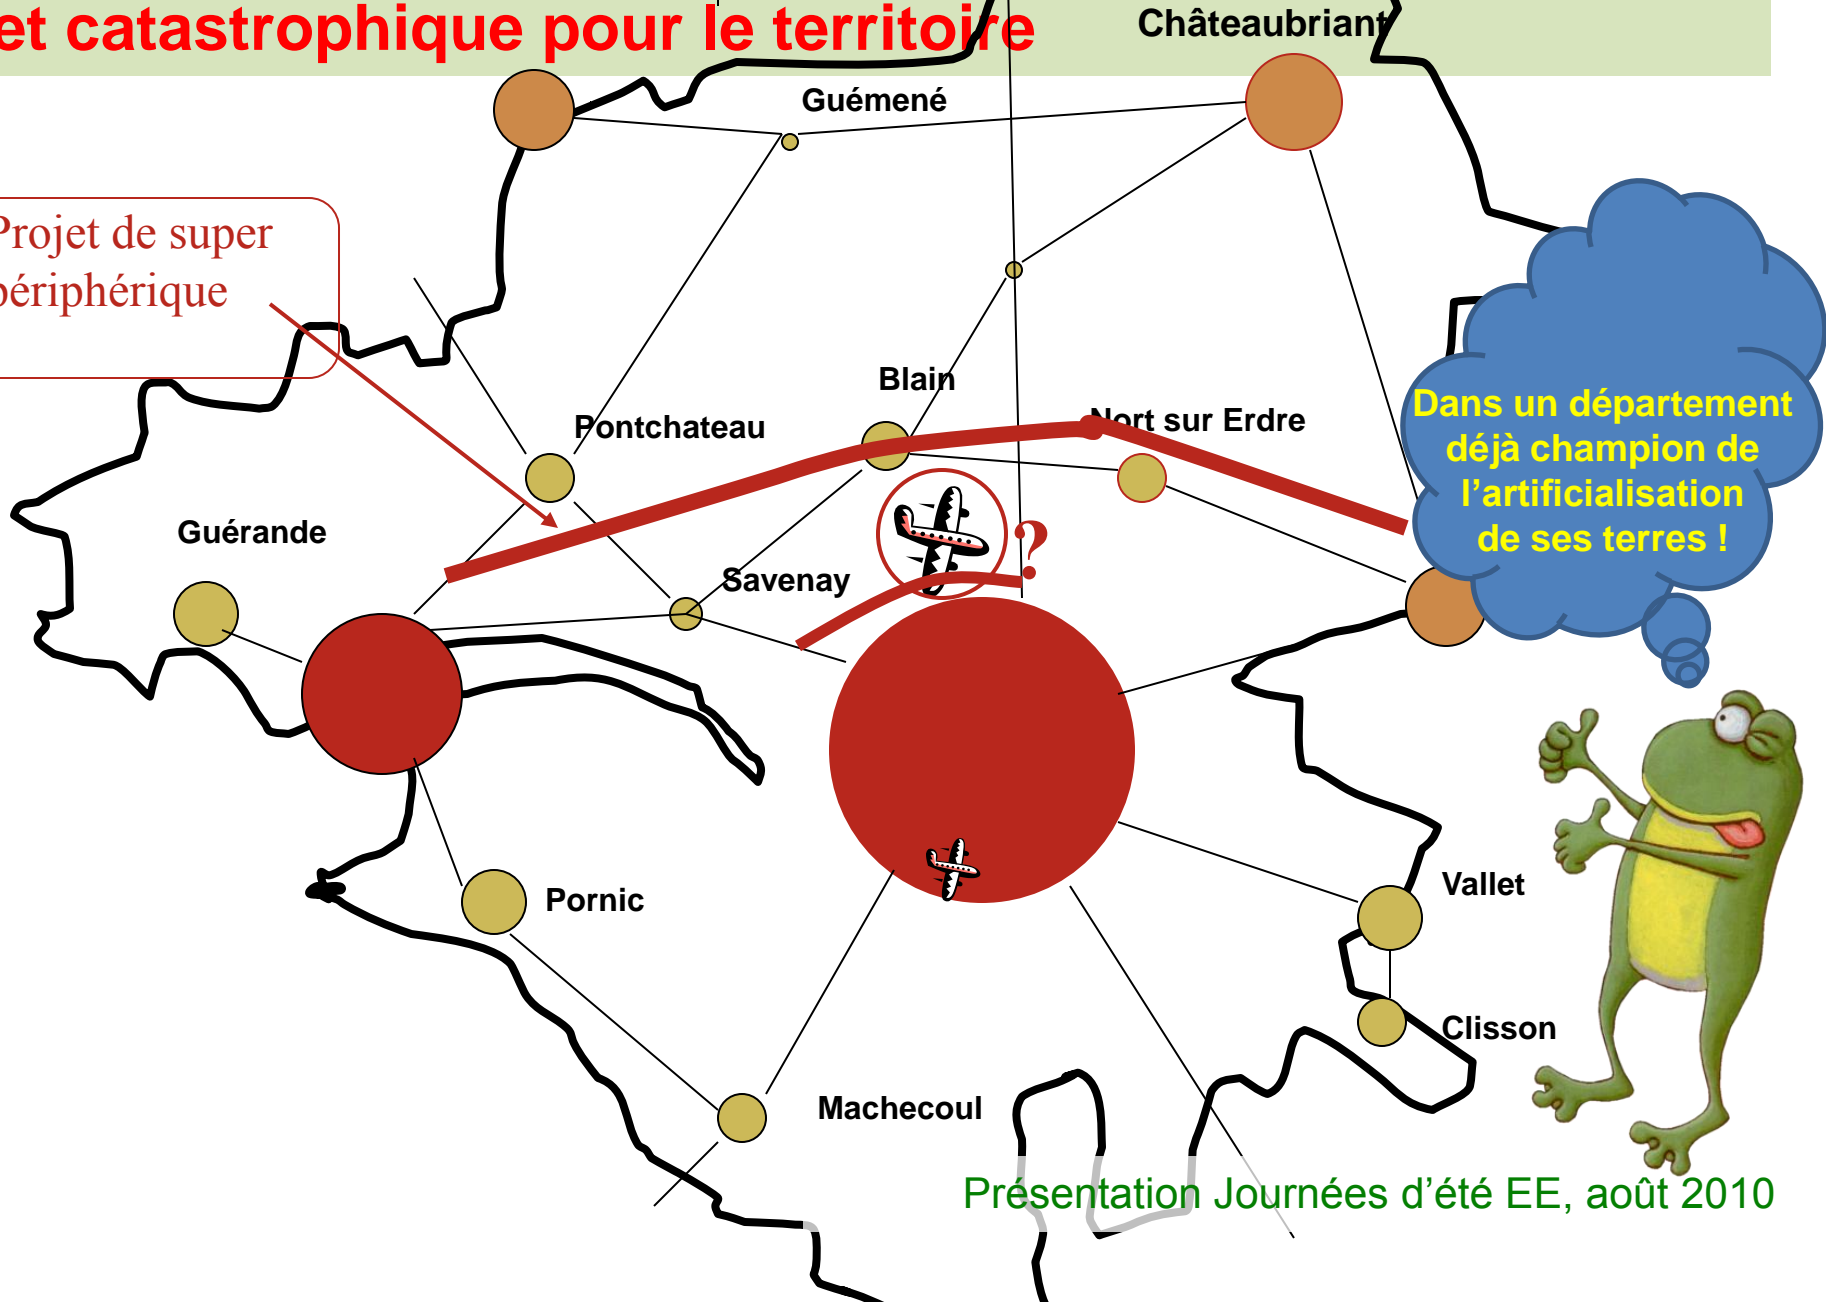 et catastrophique pour le territoire
Châteaubriant
Guémené
Projet de super
périphérique
Blain
Pontchateau
Nort sur Erdre
Dans un département
déjà champion de
l'artificialisation
de ses terres !
Guérande
?
Savenay
Pornic
Vallet
Clisson
Machecoul
Présentation Journées d'été EE, août 2010